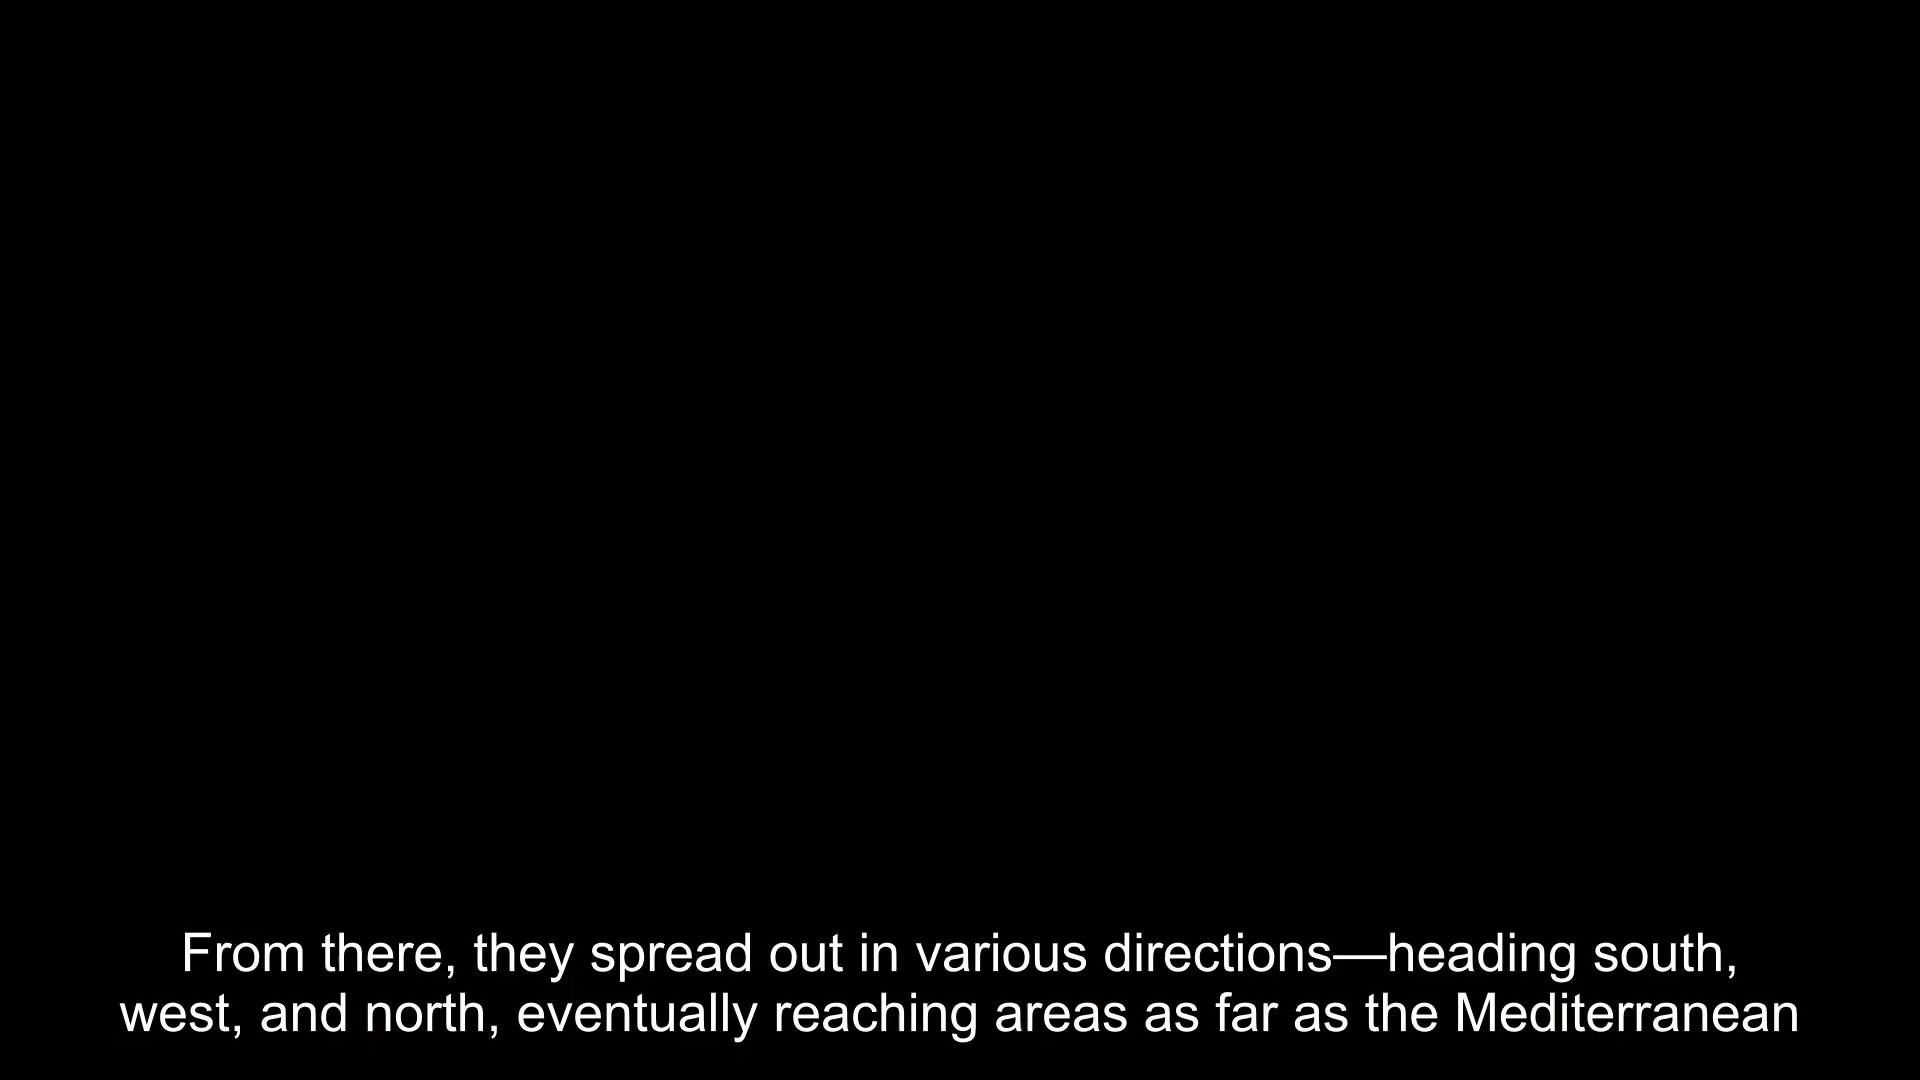 From there, they spread out in various directions—heading south,
west, and north, eventually reaching areas as far as the Mediterranean